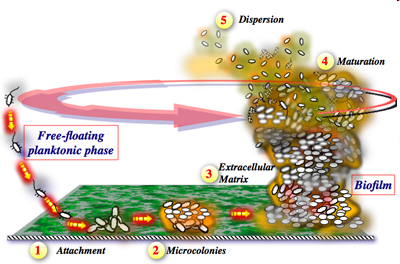 5 Dispersion
4 Maturation
Free-floating
planktonic phase
3 Extracellular
Matrix
Biofilm
1 Attachment
2 Microcolonies